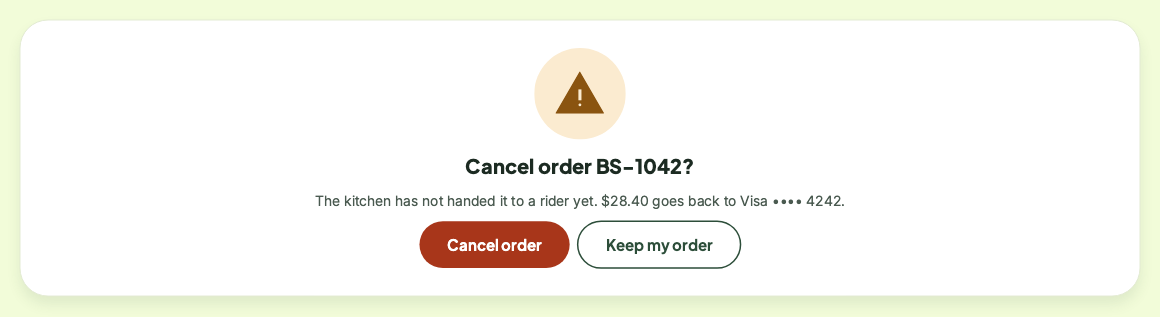 Cancel order BS-1042?
The kitchen has not handed it to a rider yet. $28.40 goes back to Visa •••• 4242.
Cancel order
Keep my order